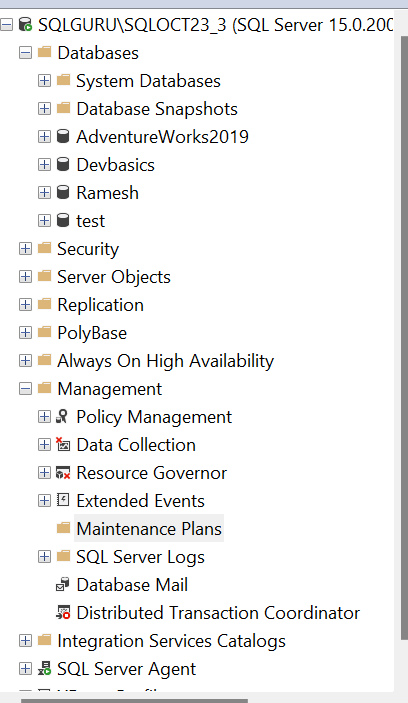 SQLGURU\SQLOCT23_3 (SQL Server 15.0.200
Databases
System Databases
Database Snapshots
AdventureWorks2019
Devbasics
Ramesh
test
Security
Server Objects
Replication
PolyBase
Always On High Availability
Management
Policy Management
Data Collection
Resource Governor
Extended Events
Maintenance Plans
SQL Server Logs
Database Mail
Distributed Transaction Coordinator
Integration Services Catalogs
SQL Server Agent